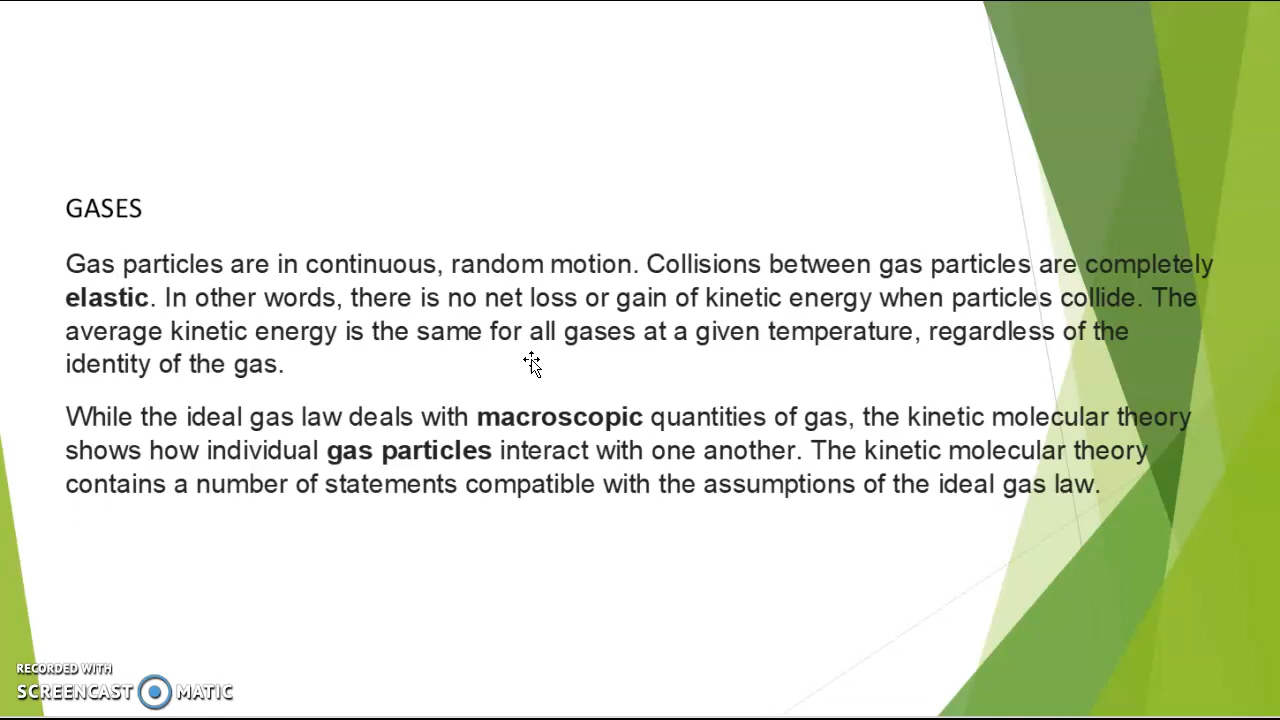 GASES
Gas particles are in continuous, random motion. Collisions between gas particles are completely
elastic. In other words, there is no net loss or gain of kinetic energy when particles collide. The
average kinetic energy is the same for all gases at a given temperature, regardless of the
identity of the gas.
While the ideal gas law deals with macroscopic quantities of gas, the kinetic molecular theory
shows how individual gas particles interact with one another. The kinetic molecular theory
contains a number of statements compatible with the assumptions of the ideal gas law.
RECORDED WITH
SCREENCAST MATIC